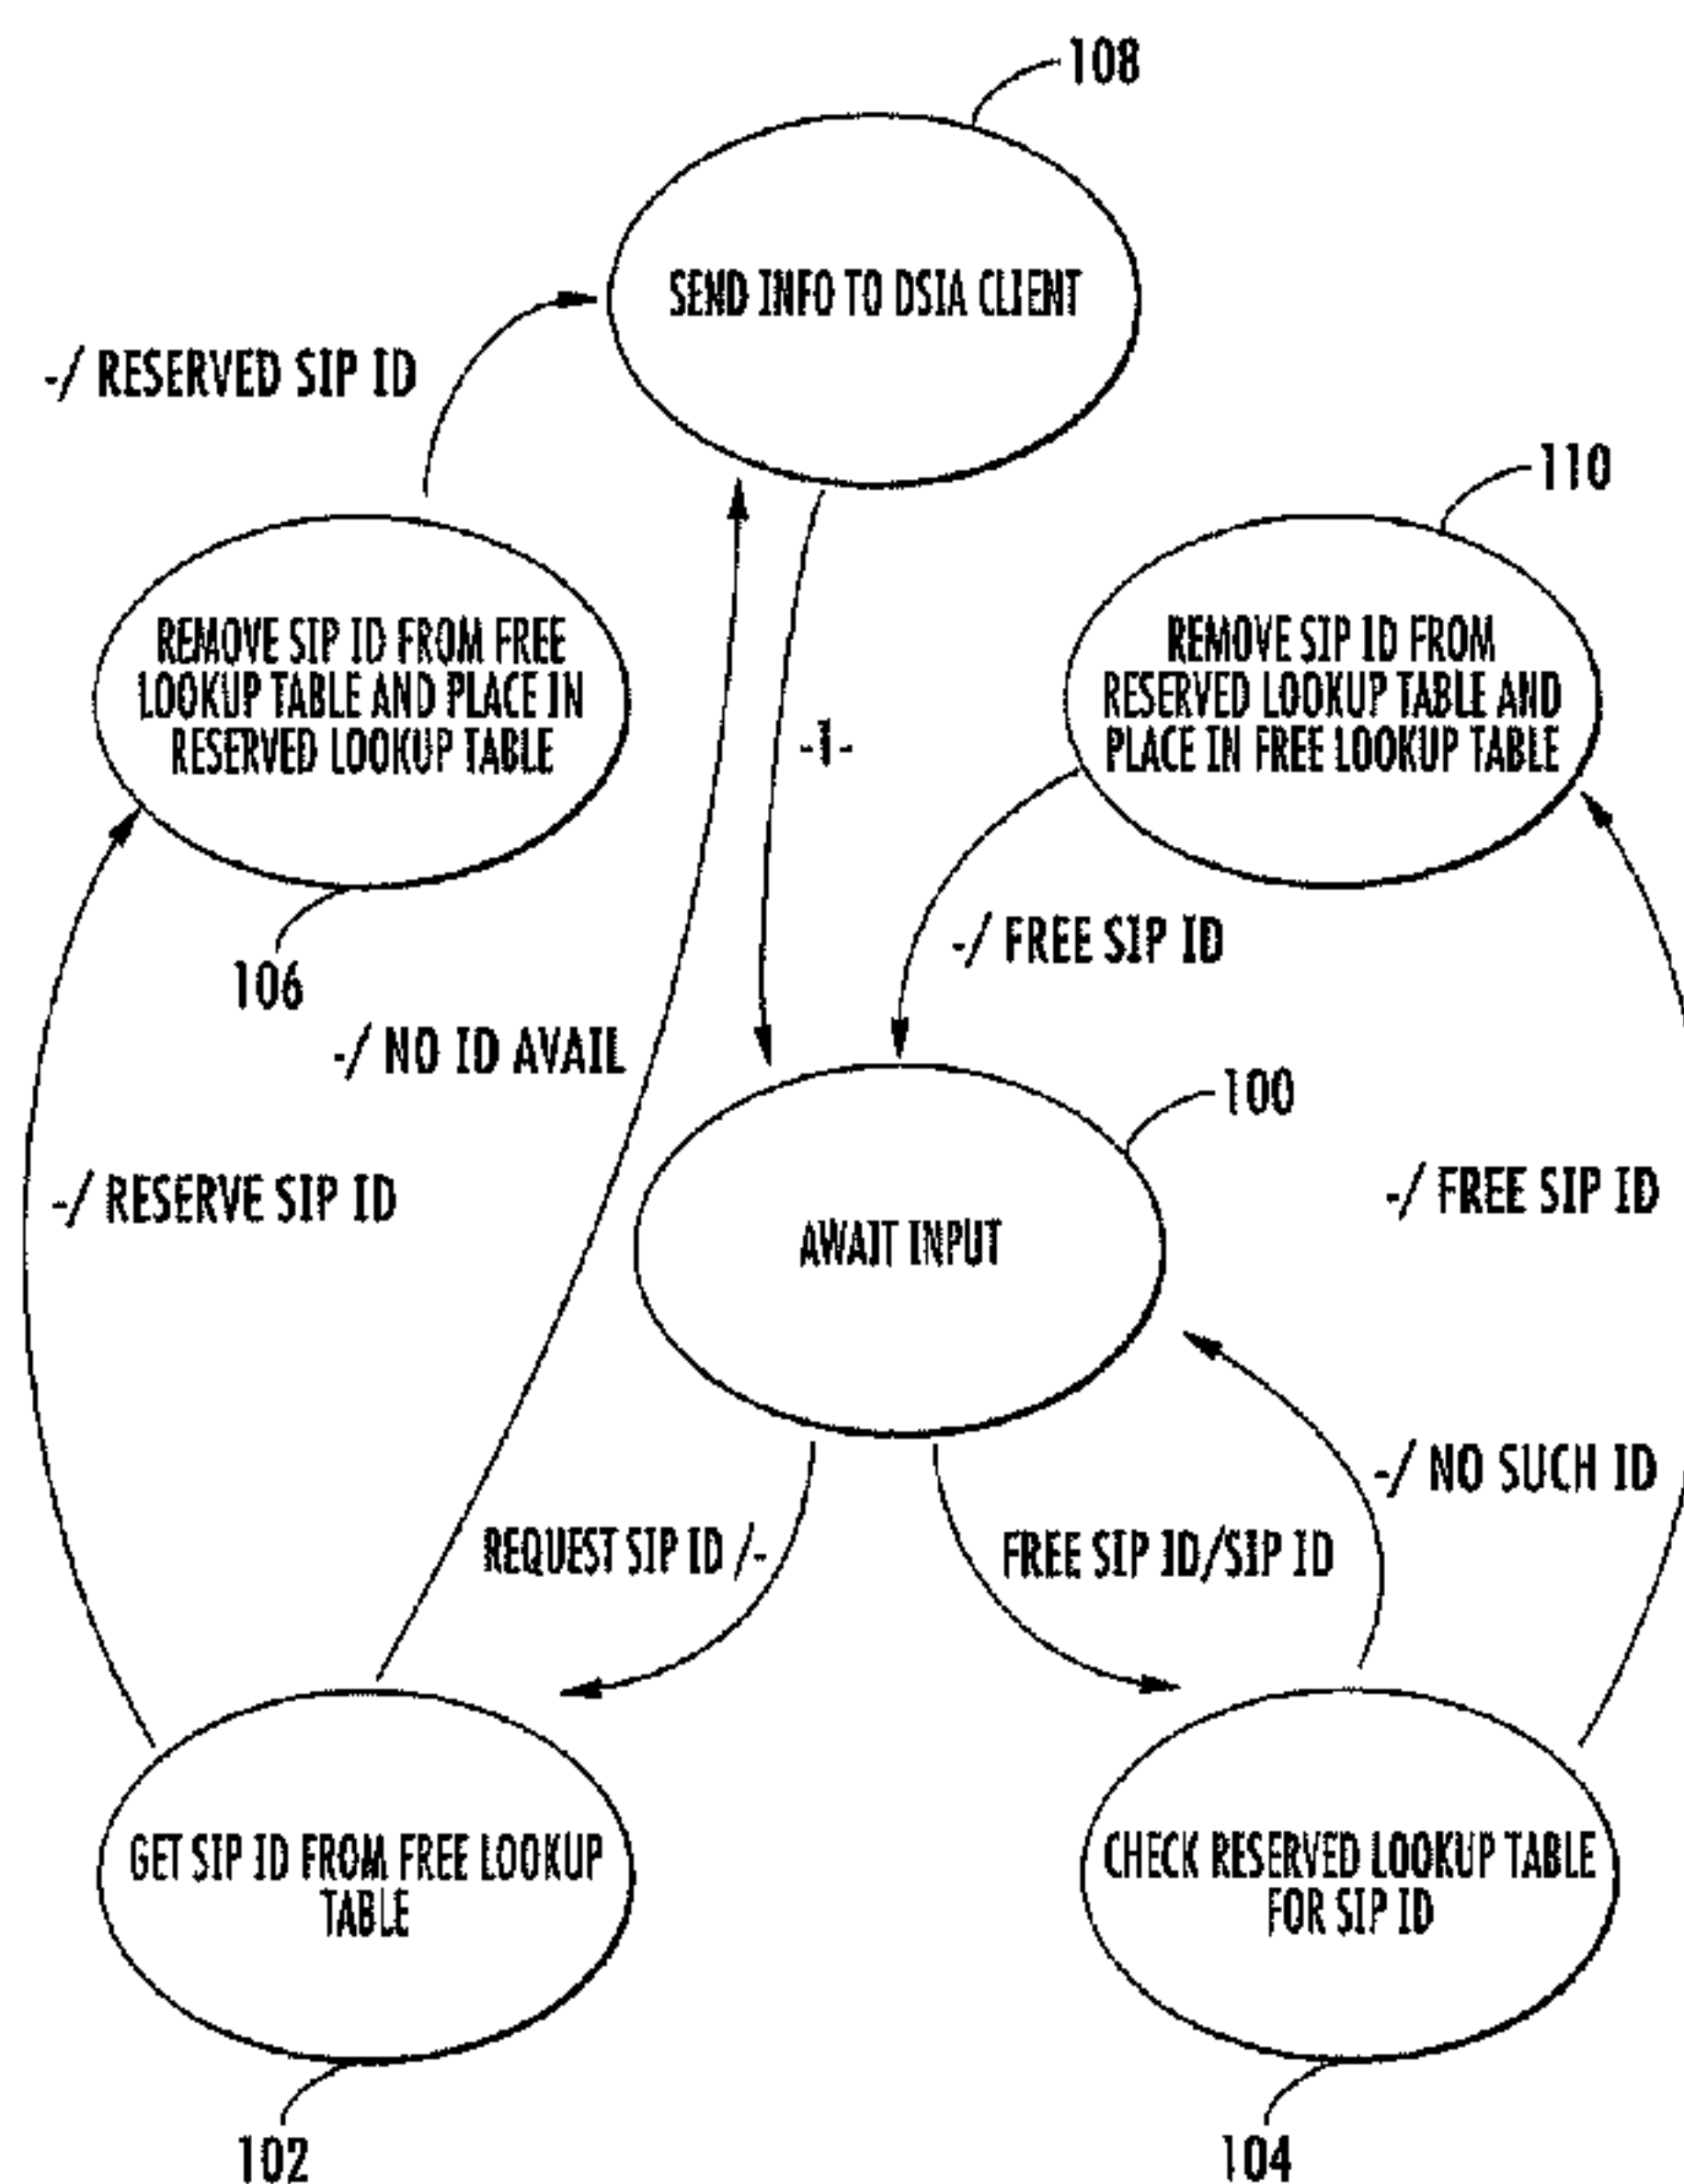 108
SEND INFO TO DSIA CLIENT
-/ RESERVED SIP ID
110
REMOVE SIP ID FROM FREE
LOOKUP TABLE AND PLACE IN
RESERVED LOOKUP TABLE
REMOVE SIP ID FROM
RESERVED LOOKUP TABLE AND
PLACE IN FREE LOOKUP TABLE
-1-
-/ FREE SIP ID
106
-/ NO ID AVAIL
100
-/ RESERVE SIP ID
-/ FREE SIP ID
AWAIT INPUT
-/ NO SUCH ID
REQUEST SIP ID /-
FREE SIP ID/SIP ID
GET SIP ID FROM FREE LOOKUP
TABLE
CHECK RESERVED LOOKUP TABLE
FOR SIP ID
102
104